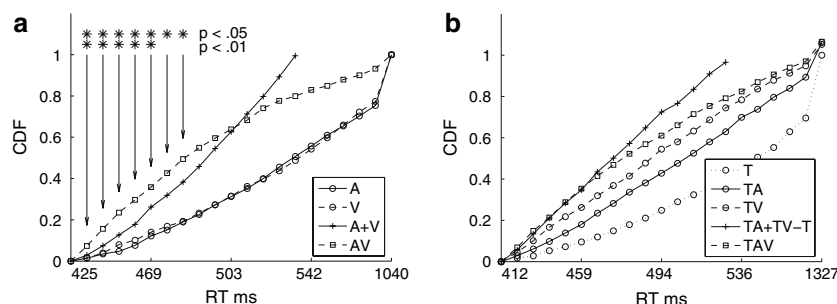 a
p < .05
p < .01
CDF
1
0.8
0.6
0.4
0.2
0
425
469
503
542
1040
RT ms
A
V
A+V
AV
b
CDF
1
0.8
0.6
0.4
0.2
0
412
459
494
536
1327
RT ms
T
TA
TV
TA+TV−T
TAV